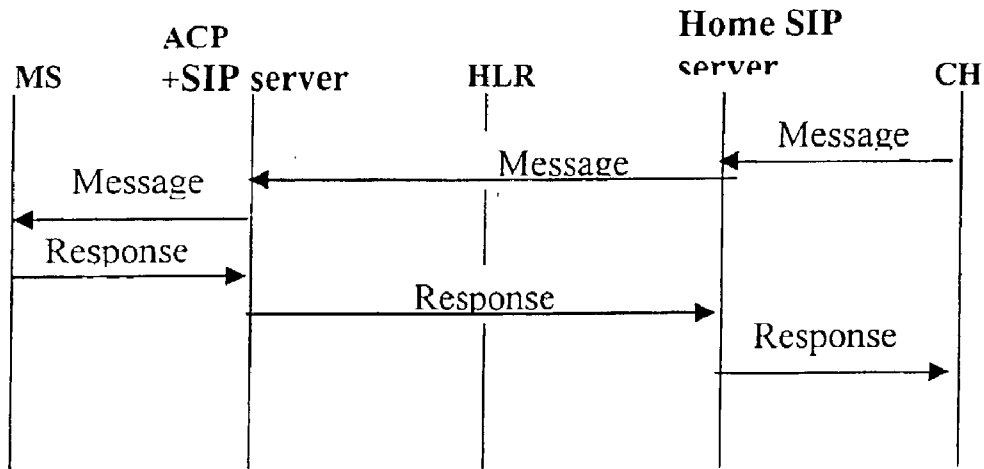 MS
ACP
+SIP server
HLR
Home SIP
server
CH
Message
Message
Message
Response
Response
Response